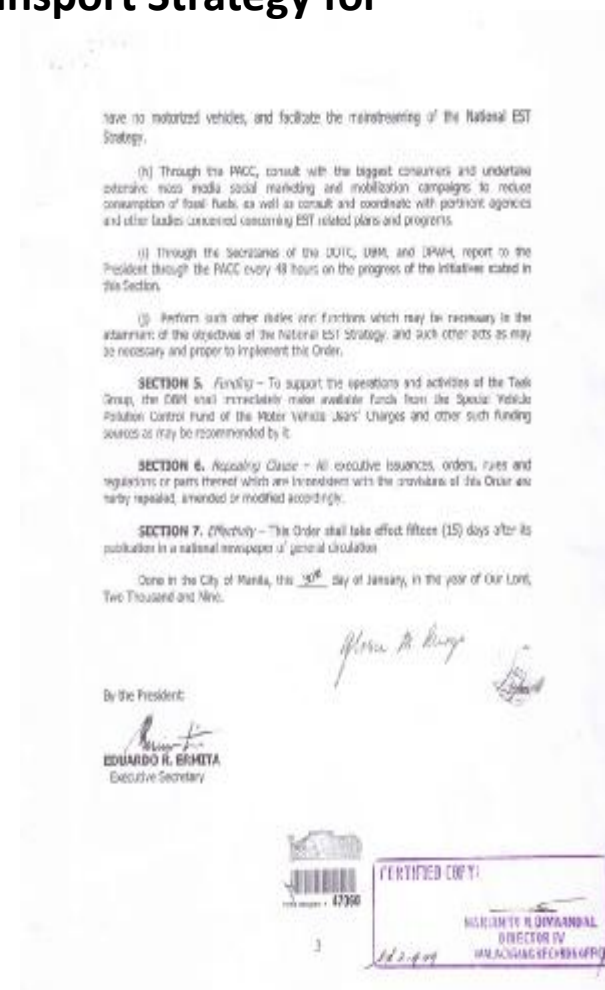 nsport Strategy for
have no motorized vehicles, and facilitate the mainstreaming of the National EST
Strategy.
(h) Through the PACC, consult with the biggest consumers and undertake
extensive mass media social marketing and mobilization campaigns to reduce
consumption of fossil fuels, as well as consult and coordinate with pertinent agencies
and other bodies concerned concerning EST related plans and programs.
(i) Through the Secretaries of the DOTC, DBM, and DPWH, report to the
President through the PACC every 48 hours on the progress of the initiatives stated in
this Section.
(j) Perform such other duties and functions which may be necessary in the
attainment of the objectives of the National EST Strategy, and such other acts as may
be necessary and proper to implement this Order.
SECTION 5. Funding – To support the operations and activities of the Task
Group, the DBM shall immediately make available funds from the Special Vehicle
Pollution Control Fund of the Motor Vehicle Users' Charges and other such funding
sources as may be recommended by it.
SECTION 6. Repealing Clause – All executive issuances, orders, rules and
regulations or parts thereof which are inconsistent with the provisions of this Order are
herby repealed, amended or modified accordingly.
SECTION 7. Effectivity – This Order shall take effect fifteen (15) days after its
publication in a national newspaper of general circulation
Done in the City of Manila, this day of January, in the year of Our Lord,
Two Thousand and Nine.
By the President:
EDUARDO R. ERMITA
Executive Secretary
47060
CERTIFIED COPY:
MARIANITO M. DIMAANDAL
DIRECTOR IV
MALACAÑANG RECORDS OFFIC
3